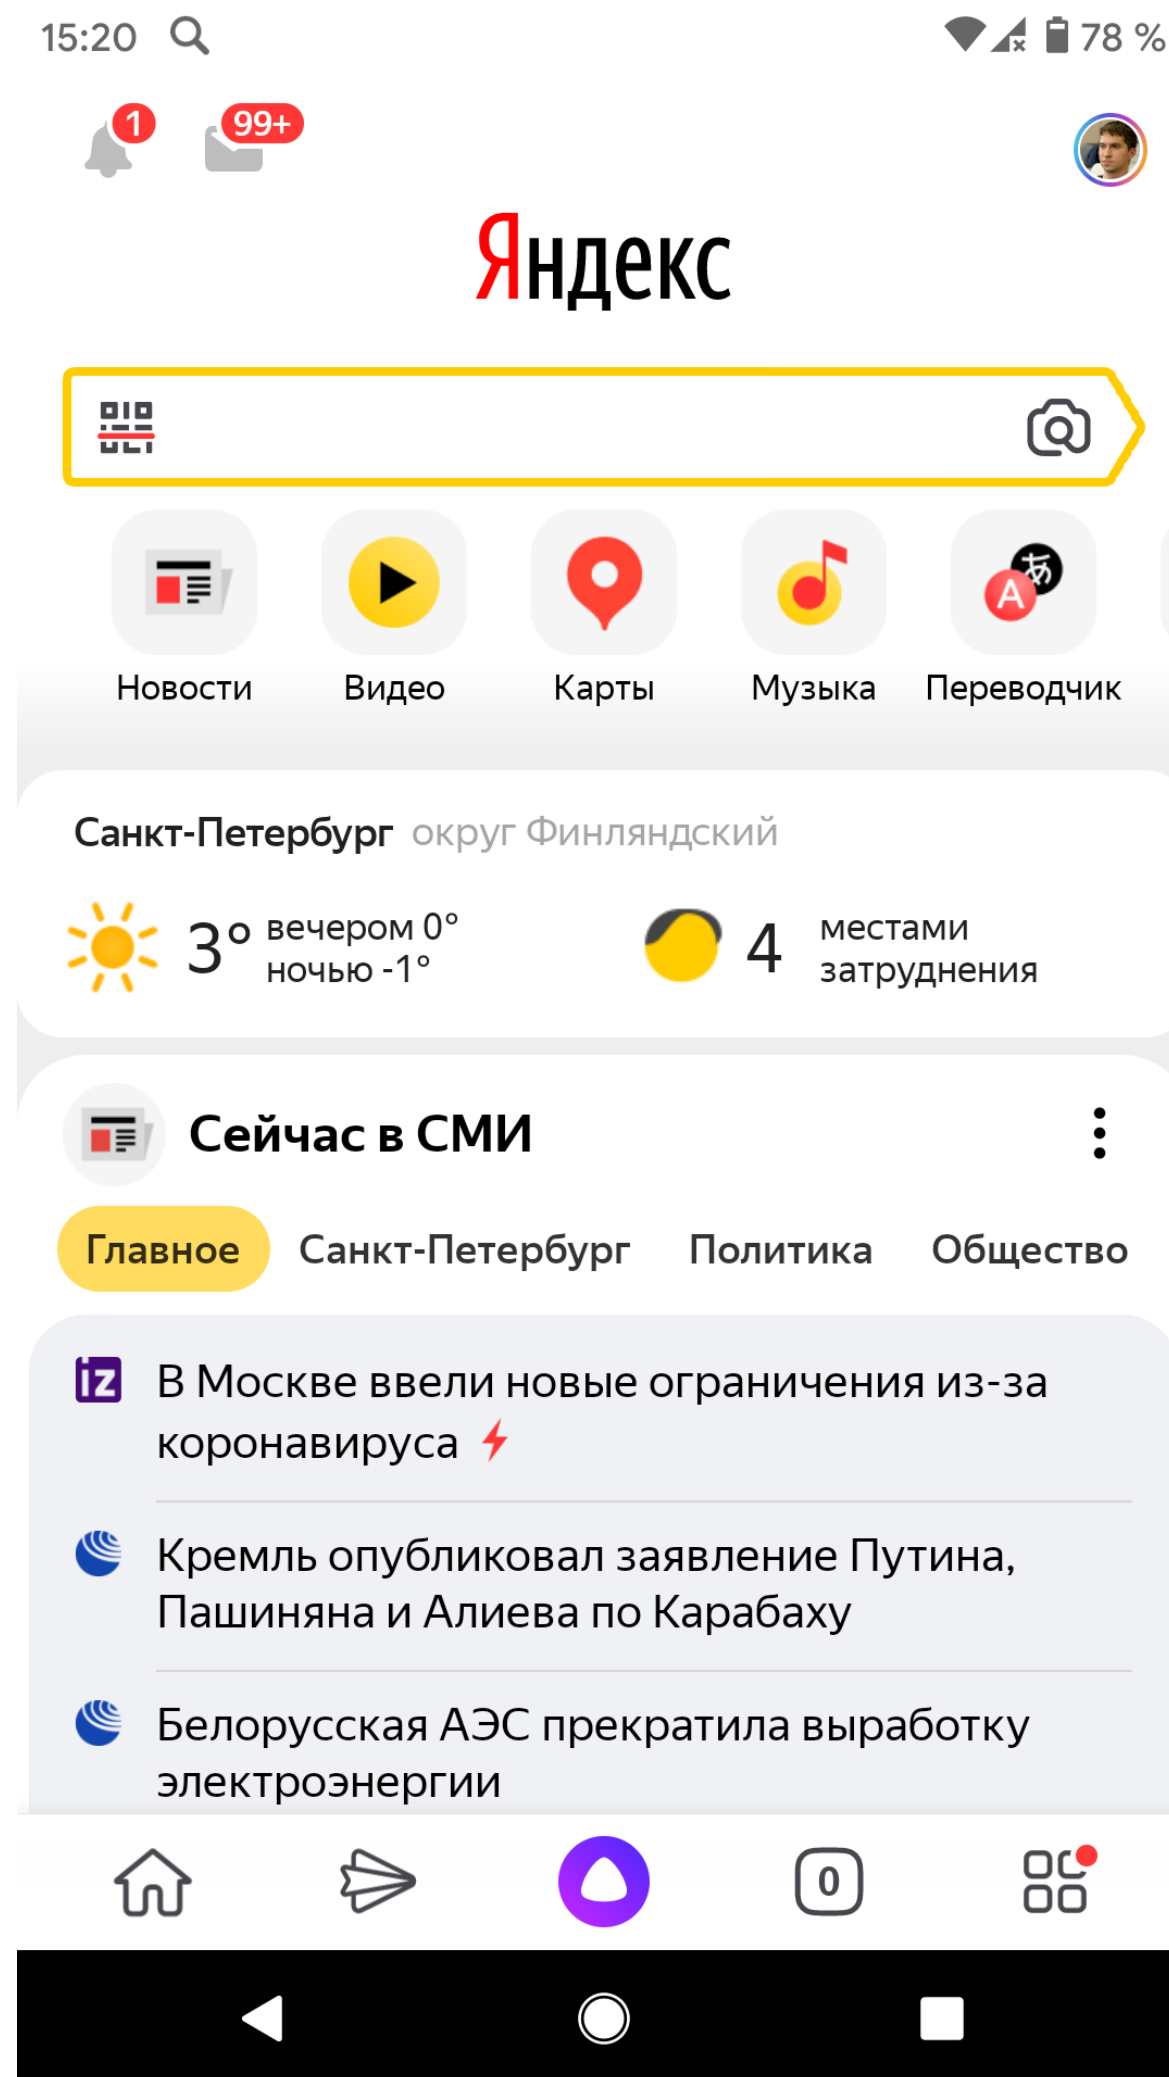 15:20
78 %
1
99+
Яндекс
Новости
Видео
Карты
Музыка
A
あ
Переводчик
Санкт-Петербург округ Финляндский
3° вечером 0°
ночью -1°
4 местами
затруднения
Сейчас в СМИ
Главное
Санкт-Петербург
Политика
Общество
iz
В Москве ввели новые ограничения из-за
коронавируса
Кремль опубликовал заявление Путина,
Пашиняна и Алиева по Карабаху
Белорусская АЭС прекратила выработку
электроэнергии
0